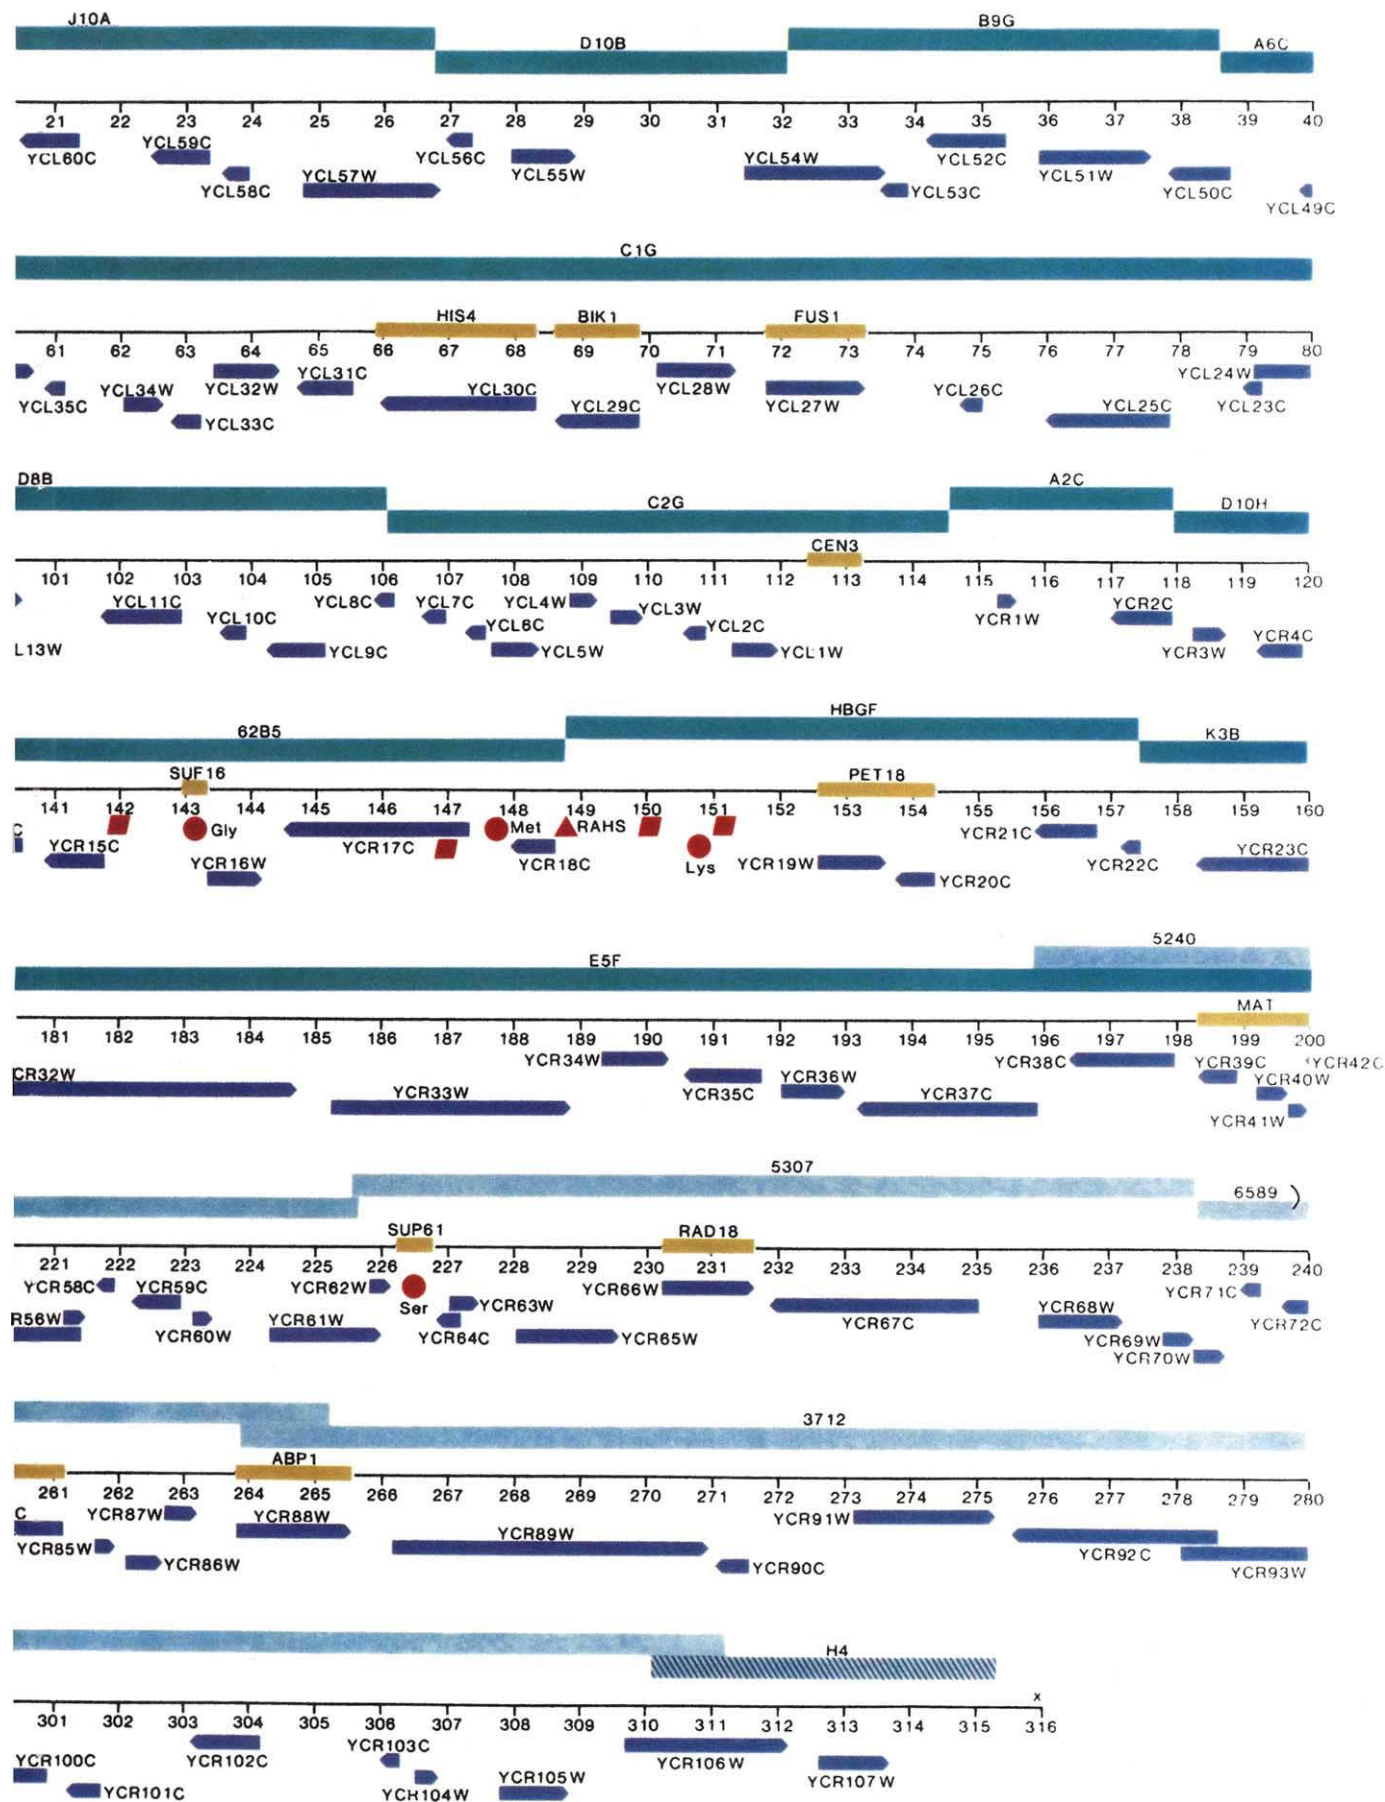 J10A D10B B9G A6C
21 22 23 24 25 26 27 28 29 30 31 32 33 34 35 36 37 38 39 40
YCL60C YCL59C YCL58C YCL57W YCL56C YCL55W YCL54W YCL53C YCL52C YCL51W YCL50C YCL49C
C1G
HIS4 BIK1 FUS1
61 62 63 64 65 66 67 68 69 70 71 72 73 74 75 76 77 78 79 80
YCL35C YCL34W YCL33C YCL32W YCL31C YCL30C YCL29C YCL28W YCL27W YCL26C YCL25C YCL24W YCL23C
D8B C2G A2C D10H
CEN3
101 102 103 104 105 106 107 108 109 110 111 112 113 114 115 116 117 118 119 120
L13W YCL11C YCL10C YCL9C YCL8C YCL7C YCL6C YCL5W YCL4W YCL3W YCL2C YCL1W YCR1W YCR2C YCR3W YCR4C
62B5 HBGF K3B
SUF16 PET18
141 142 143 144 145 146 147 148 149 150 151 152 153 154 155 156 157 158 159 160
C YCR15C Gly YCR16W YCR17C Met YCR18C RAHS Lys YCR19W YCR20C YCR21C YCR22C YCR23C
E5F 5240
MAT
181 182 183 184 185 186 187 188 189 190 191 192 193 194 195 196 197 198 199 200
CR32W YCR33W YCR34W YCR35C YCR36W YCR37C YCR38C YCR39C YCR40W YCR41W YCR42C
5307 6589 )
SUP61 RAD18
221 222 223 224 225 226 227 228 229 230 231 232 233 234 235 236 237 238 239 240
R56W YCR58C YCR59C YCR60W YCR61W YCR62W Ser YCR63W YCR64C YCR65W YCR66W YCR67C YCR68W YCR69W YCR70W YCR71C YCR72C
3712
ABP1
261 262 263 264 265 266 267 268 269 270 271 272 273 274 275 276 277 278 279 280
C YCR85W YCR87W YCR86W YCR88W YCR89W YCR90C YCR91W YCR92C YCR93W
H4
x
301 302 303 304 305 306 307 308 309 310 311 312 313 314 315 316
YCR100C YCR101C YCR102C YCR103C YCR104W YCR105W YCR106W YCR107W